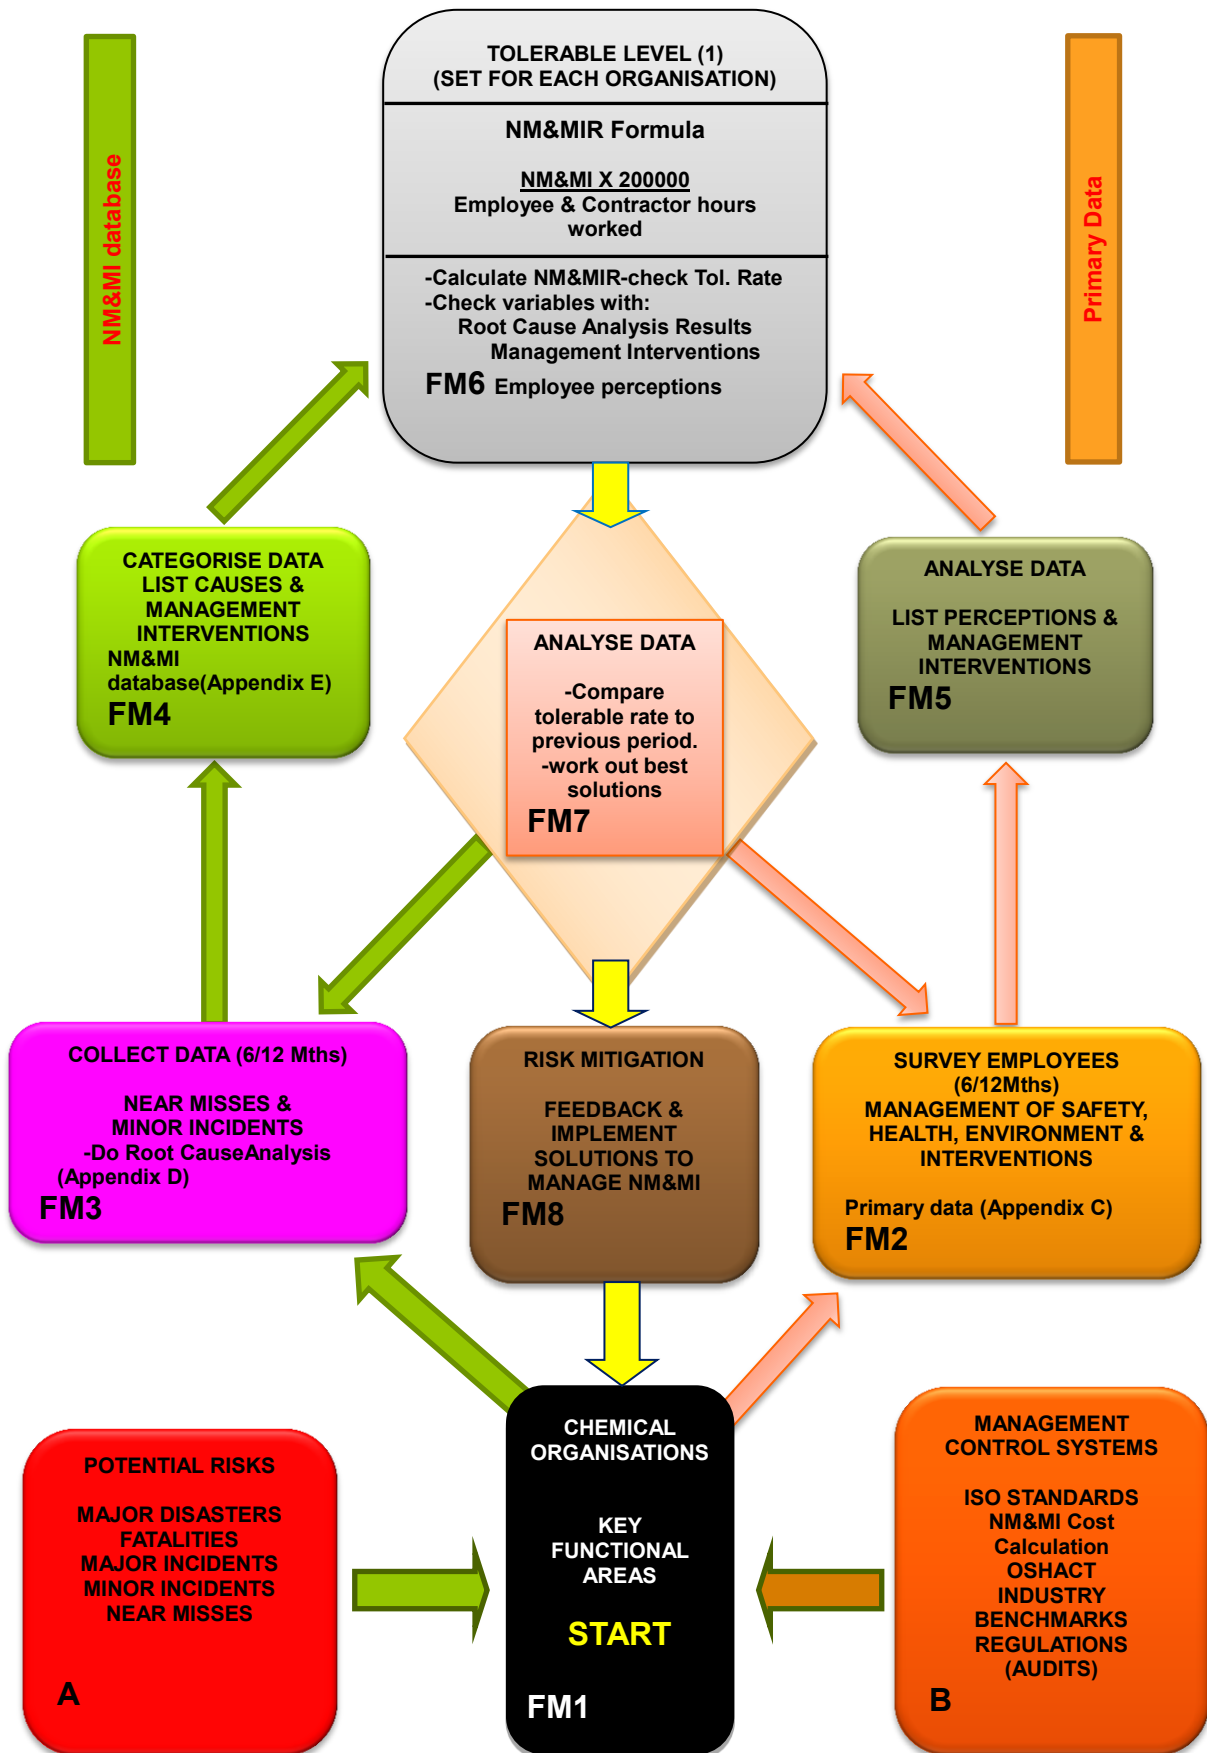 TOLERABLE LEVEL (1)
(SET FOR EACH ORGANISATION)
NM&MIR Formula
NM&MI X 200000
Employee & Contractor hours
worked
-Calculate NM&MIR-check Tol. Rate
-Check variables with:
Root Cause Analysis Results
Management Interventions
FM6 Employee perceptions
NM&MI database
Primary Data
CATEGORISE DATA
LIST CAUSES &
MANAGEMENT
INTERVENTIONS
NM&MI
database(Appendix E)
FM4
ANALYSE DATA
-Compare
tolerable rate to
previous period.
-work out best
solutions
FM7
ANALYSE DATA
LIST PERCEPTIONS &
MANAGEMENT
INTERVENTIONS
FM5
COLLECT DATA (6/12 Mths)
NEAR MISSES &
MINOR INCIDENTS
-Do Root CauseAnalysis
(Appendix D)
FM3
RISK MITIGATION
FEEDBACK &
IMPLEMENT
SOLUTIONS TO
MANAGE NM&MI
FM8
SURVEY EMPLOYEES
(6/12Mths)
MANAGEMENT OF SAFETY,
HEALTH, ENVIRONMENT &
INTERVENTIONS
Primary data (Appendix C)
FM2
POTENTIAL RISKS
MAJOR DISASTERS
FATALITIES
MAJOR INCIDENTS
MINOR INCIDENTS
NEAR MISSES
A
CHEMICAL
ORGANISATIONS
KEY
FUNCTIONAL
AREAS
START
FM1
MANAGEMENT
CONTROL SYSTEMS
ISO STANDARDS
NM&MI Cost
Calculation
OSHACT
INDUSTRY
BENCHMARKS
REGULATIONS
(AUDITS)
B